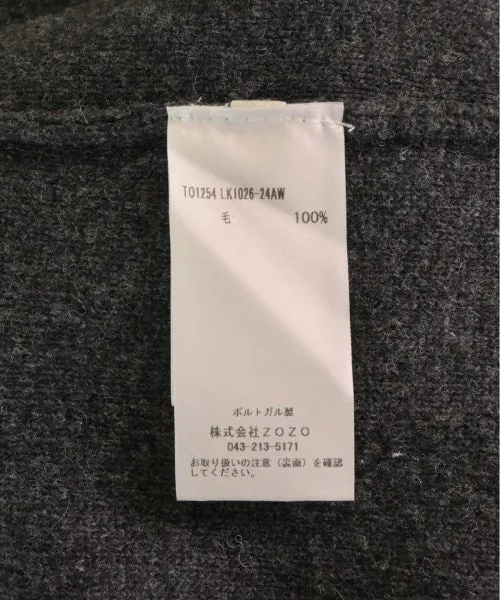 TO1254 LK1026-24AW
毛 100%
ポルトガル製
株式会社ZOZO
043-213-5171
お取り扱いの注意（裏面）を確認
してください。